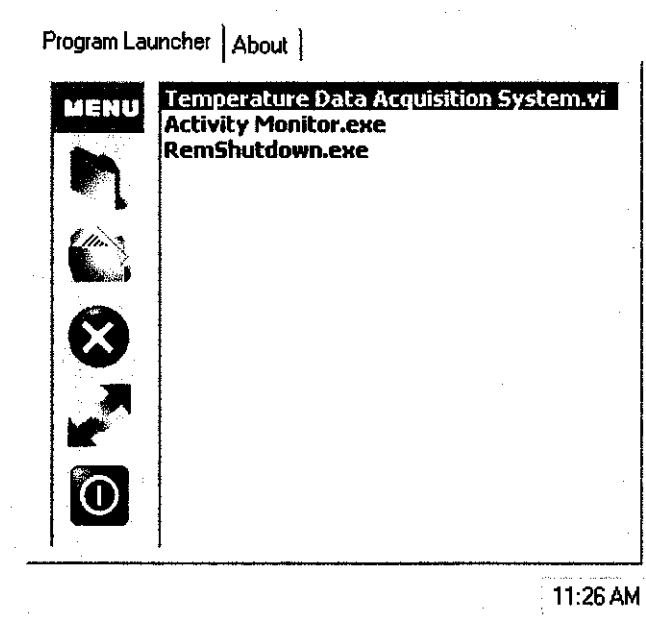 Program Launcher About
MENU
Temperature Data Acquisition System.vi
Activity Monitor.exe
RemShutdown.exe
11:26 AM